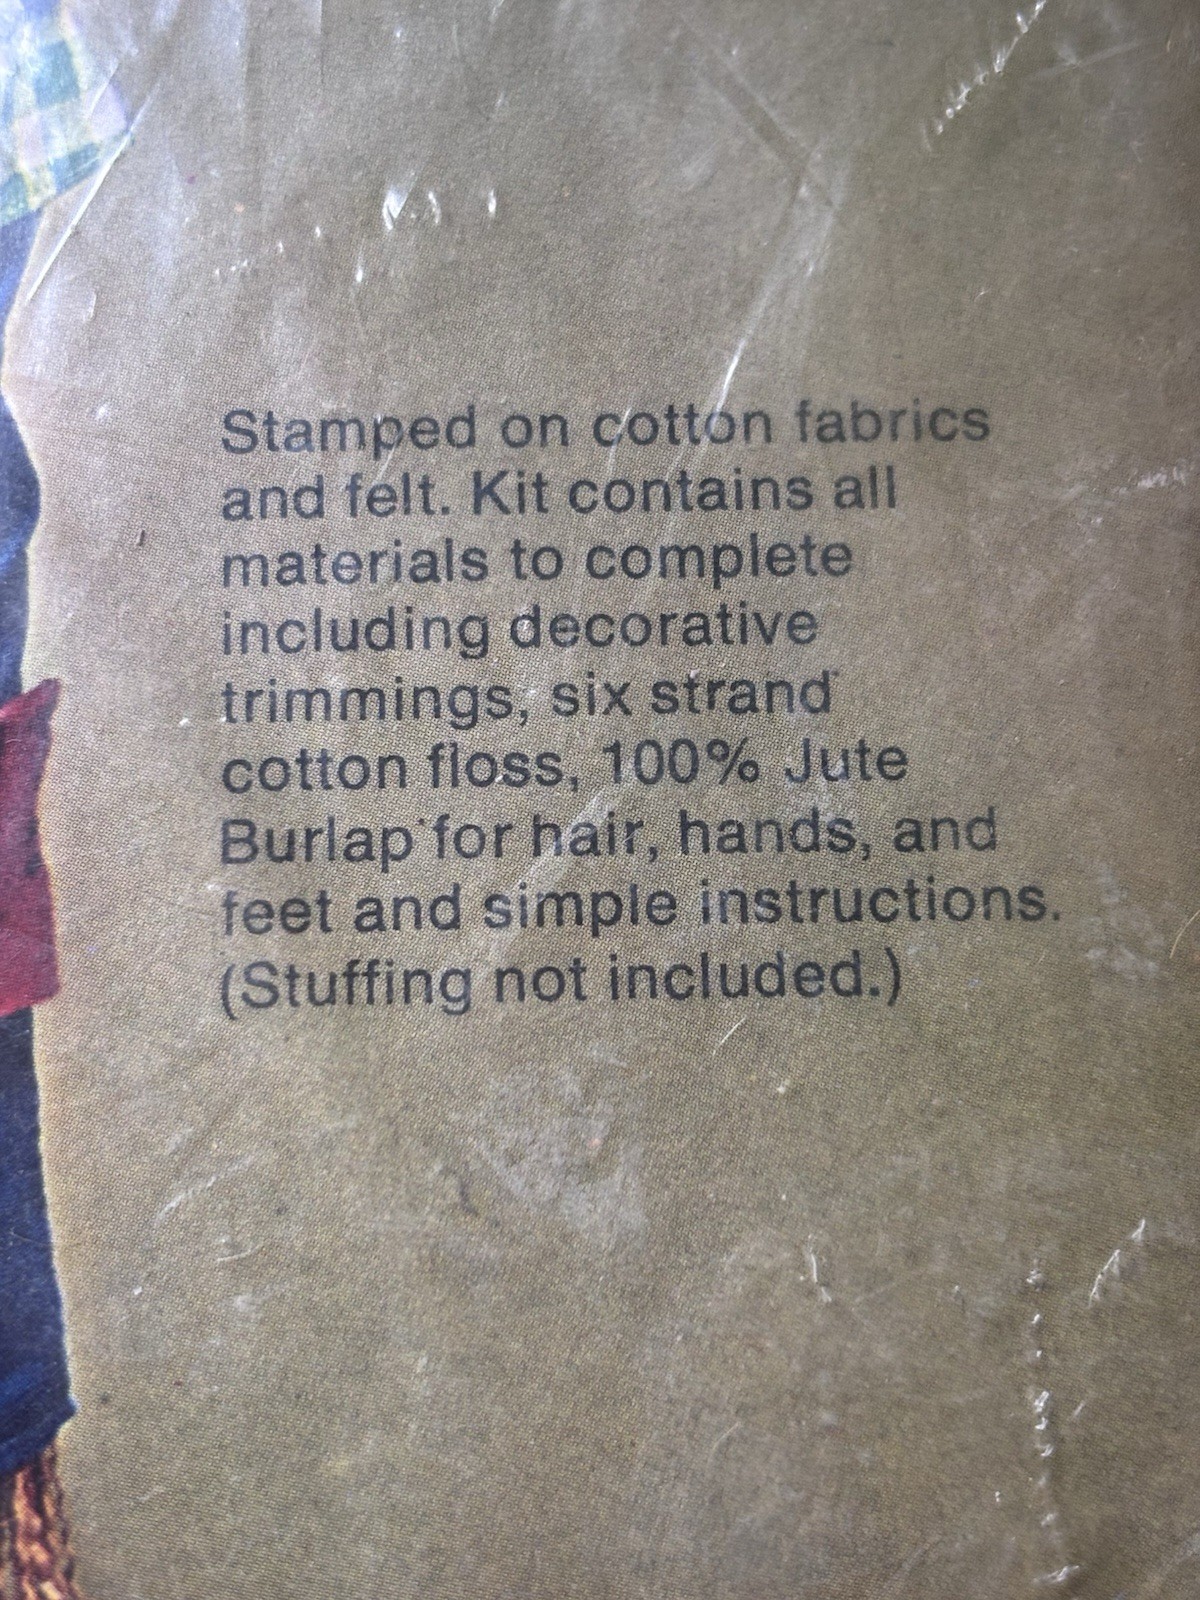 Stamped on cotton fabrics
and felt. Kit contains all
materials to complete
including decorative
trimmings, six strand
cotton floss, 100% Jute
Burlap for hair, hands, and
feet and simple instructions.
(Stuffing not included.)